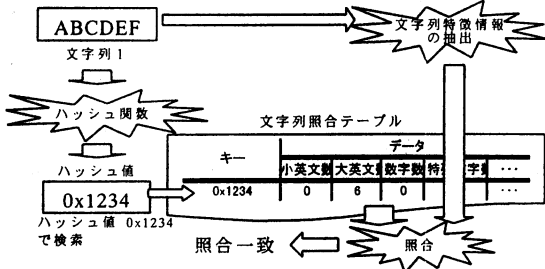 ABCDEF
文字列1
文字列特徴情報
の抽出
ハッシュ関数
文字列照合テーブル
ハッシュ値
キー
データ
小英文数
大英文
数字数
特殊
字
...
0x1234
0x1234
0
6
0
...
ハッシュ値 0x1234
で検索
照合一致
照合